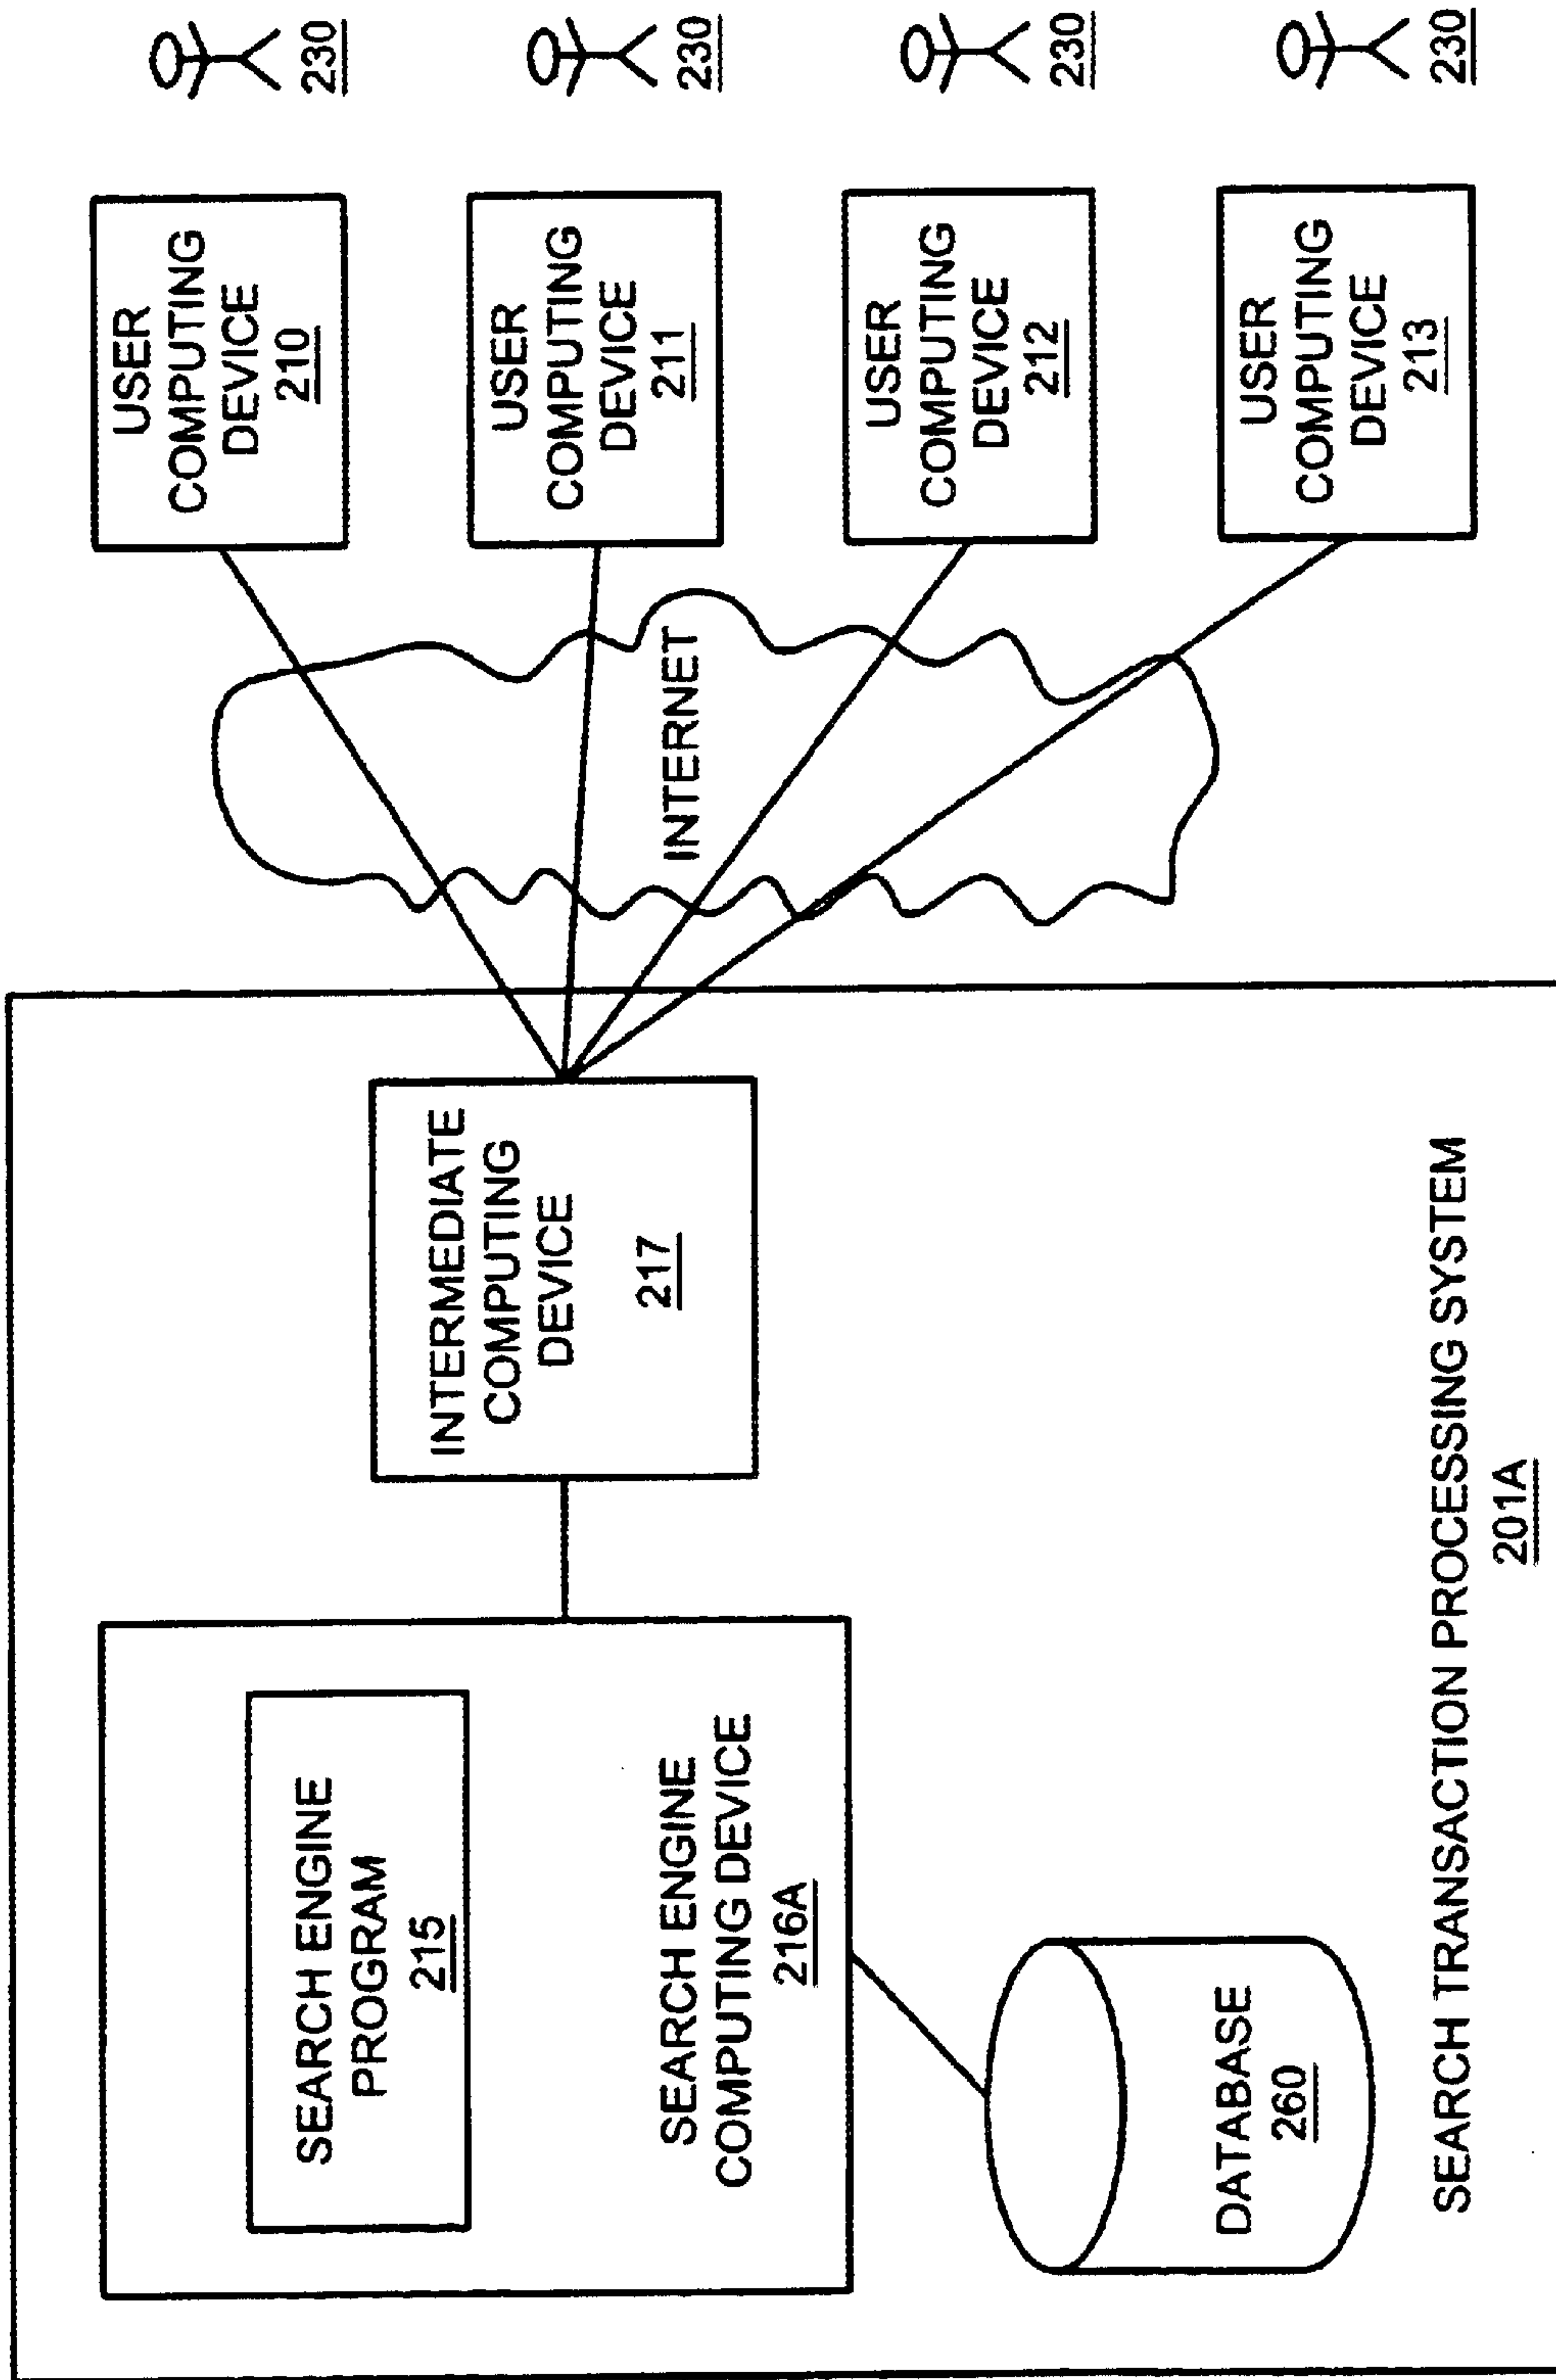 SEARCH ENGINE
PROGRAM
215
SEARCH ENGINE
COMPUTING DEVICE
216A
DATABASE
260
INTERMEDIATE
COMPUTING
DEVICE
217
SEARCH TRANSACTION PROCESSING SYSTEM
201A
INTERNET
USER
COMPUTING
DEVICE
210
230
USER
COMPUTING
DEVICE
211
230
USER
COMPUTING
DEVICE
212
230
USER
COMPUTING
DEVICE
213
230